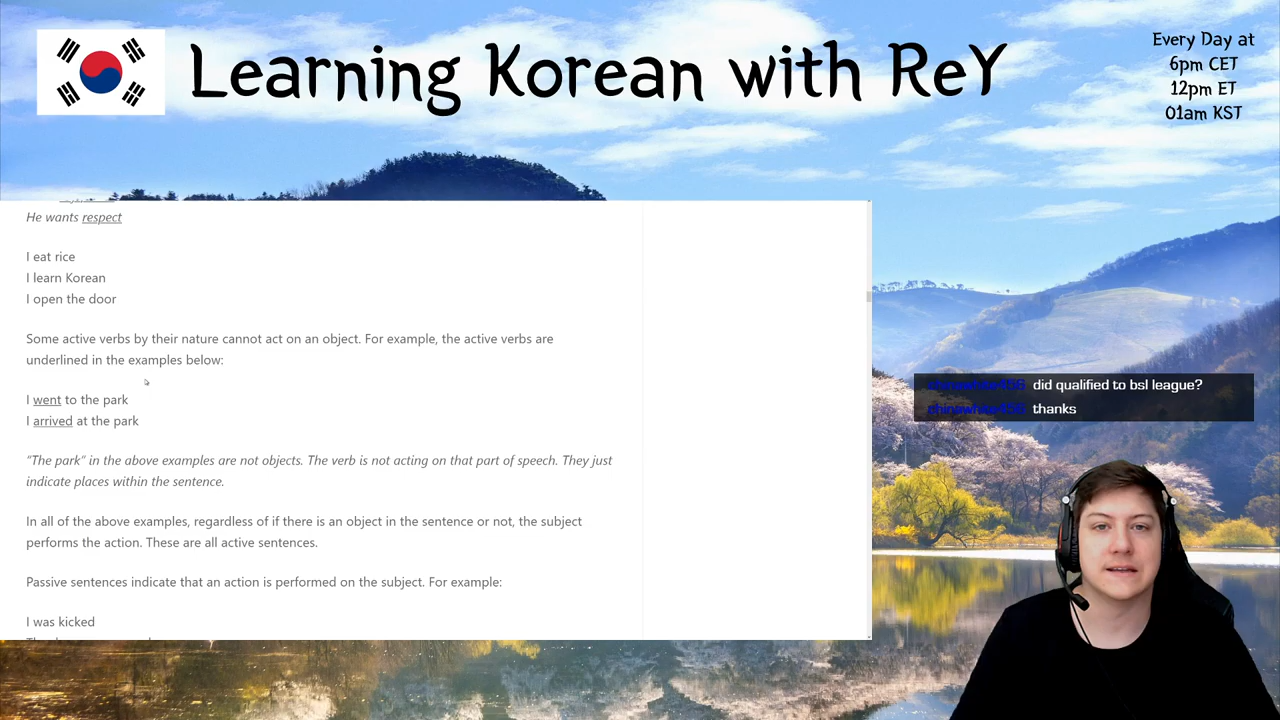 Learning Korean with ReY
Every Day at
6pm CET
12pm ET
01am KST
He wants respect
I eat rice
I learn Korean
I open the door
Some active verbs by their nature cannot act on an object. For example, the active verbs are
underlined in the examples below:
I went to the park
I arrived at the park
“The park” in the above examples are not objects. The verb is not acting on that part of speech. They just
indicate places within the sentence.
In all of the above examples, regardless of if there is an object in the sentence or not, the subject
performs the action. These are all active sentences.
Passive sentences indicate that an action is performed on the subject. For example:
I was kicked
did qualified to bsl league?
thanks